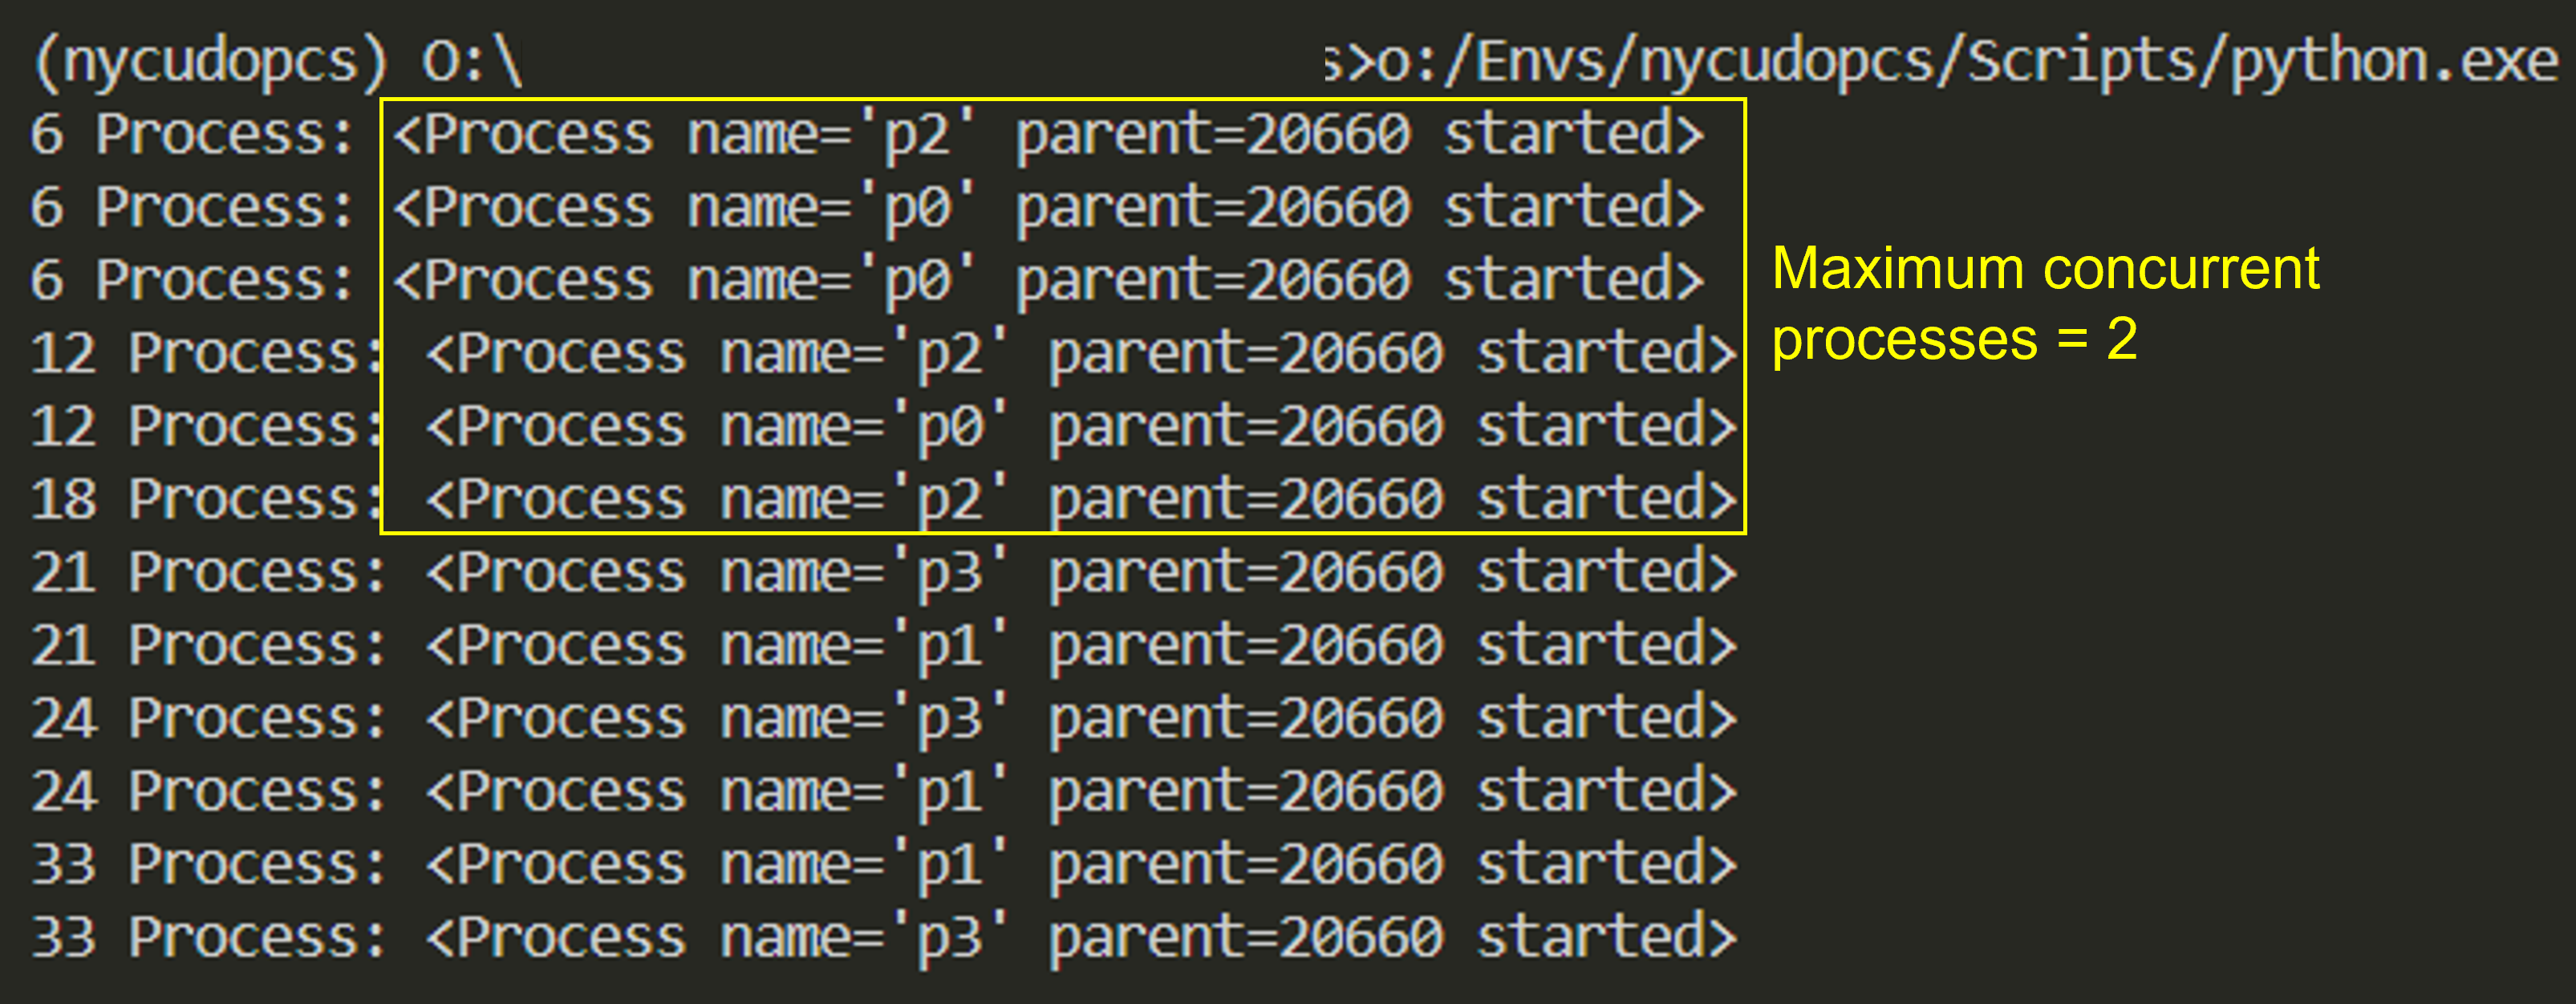 (nycudopcs) O:\ s>o:/Envs/nycudopcs/Scripts/python.exe
6 Process: <Process name='p2' parent=20660 started>
6 Process: <Process name='p0' parent=20660 started>
6 Process: <Process name='p0' parent=20660 started>
12 Process: <Process name='p2' parent=20660 started>
12 Process: <Process name='p0' parent=20660 started>
18 Process: <Process name='p2' parent=20660 started>
21 Process: <Process name='p3' parent=20660 started>
21 Process: <Process name='p1' parent=20660 started>
24 Process: <Process name='p3' parent=20660 started>
24 Process: <Process name='p1' parent=20660 started>
33 Process: <Process name='p1' parent=20660 started>
33 Process: <Process name='p3' parent=20660 started>
Maximum concurrent
processes = 2